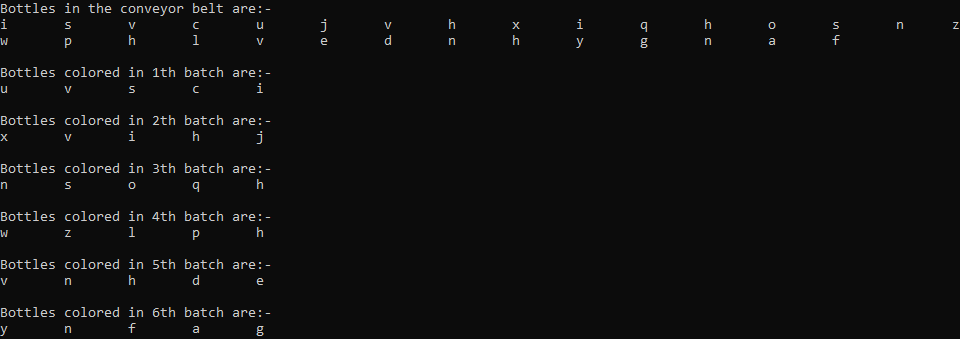 Bottles in the conveyor belt are:-
i s v c u j v h x i q h o s n z
w p h l v e d n h y g n a f
Bottles colored in 1th batch are:-
u v s c i
Bottles colored in 2th batch are:-
x v i h j
Bottles colored in 3th batch are:-
n s o q h
Bottles colored in 4th batch are:-
w z l p h
Bottles colored in 5th batch are:-
v n h d e
Bottles colored in 6th batch are:-
y n f a g